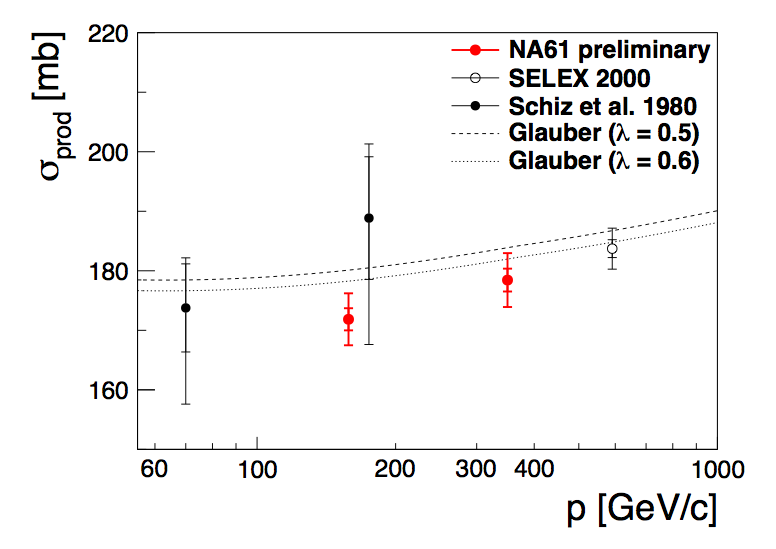 220
200
180
160
σprod [mb]
NA61 preliminary
SELEX 2000
Schiz et al. 1980
Glauber (λ = 0.5)
Glauber (λ = 0.6)
60 100 200 300 400 1000
p [GeV/c]